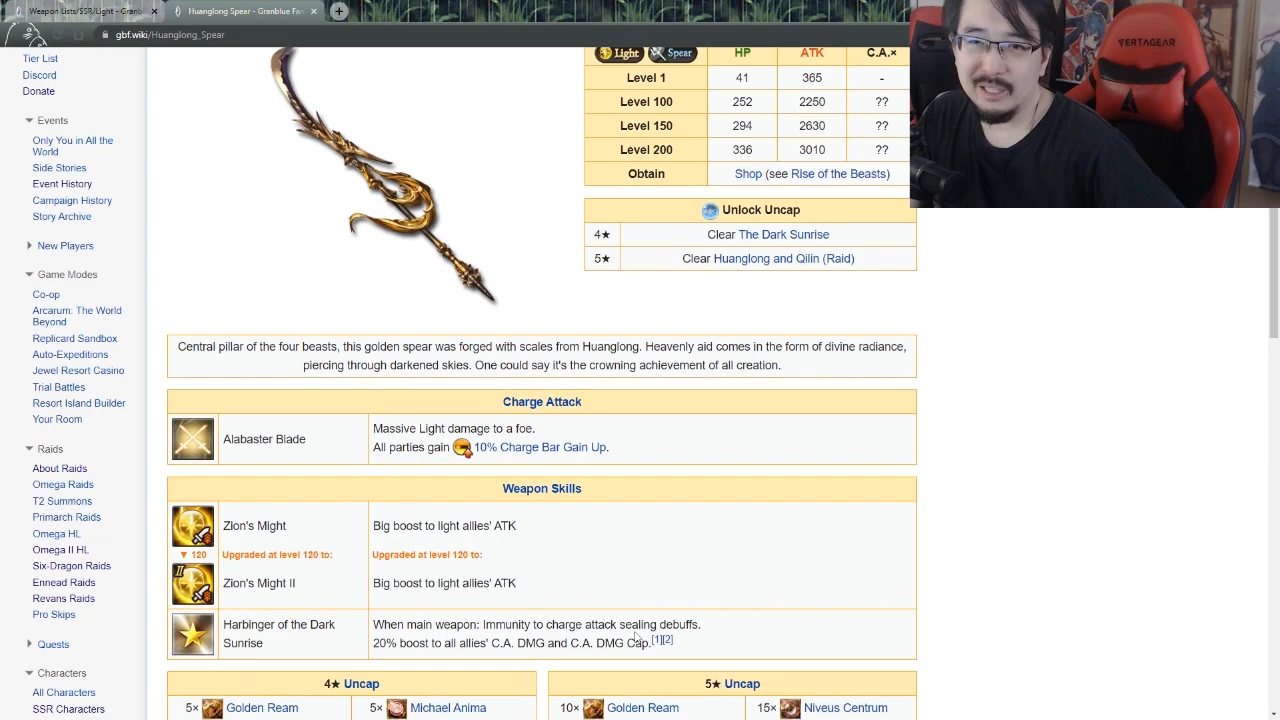 Weapon Lists/SSR/Light - Granbl
Huanglong Spear - Granblue Fan
gbf.wiki/Huanglong_Spear
VERTAGEAR
Tier List
Discord
Donate
Events
Only You in All the
World
Side Stories
Event History
Campaign History
Story Archive
New Players
Game Modes
Co-op
Arcarum: The World
Beyond
Replicard Sandbox
Auto-Expeditions
Jewel Resort Casino
Trial Battles
Resort Island Builder
Your Room
Raids
About Raids
Omega Raids
T2 Summons
Primarch Raids
Omega HL
Omega II HL
Six-Dragon Raids
Ennead Raids
Revans Raids
Pro Skips
Quests
Characters
All Characters
SSR Characters
Light Spear HP ATK C.A.×
Level 1 41 365 -
Level 100 252 2250 ??
Level 150 294 2630 ??
Level 200 336 3010 ??
Obtain Shop (see Rise of the Beasts)
Unlock Uncap
4★ Clear The Dark Sunrise
5★ Clear Huanglong and Qilin (Raid)
Central pillar of the four beasts, this golden spear was forged with scales from Huanglong. Heavenly aid comes in the form of divine radiance,
piercing through darkened skies. One could say it's the crowning achievement of all creation.
Charge Attack
Alabaster Blade
Massive Light damage to a foe.
All parties gain 10% Charge Bar Gain Up.
Weapon Skills
Zion's Might Big boost to light allies' ATK
▼ 120 Upgraded at level 120 to: Upgraded at level 120 to:
II Zion's Might II Big boost to light allies' ATK
Harbinger of the Dark
Sunrise
When main weapon: Immunity to charge attack sealing debuffs.
20% boost to all allies' C.A. DMG and C.A. DMG Cap.[1][2]
4★ Uncap
5× Golden Ream 5× Michael Anima
5★ Uncap
10× Golden Ream 15× Niveus Centrum